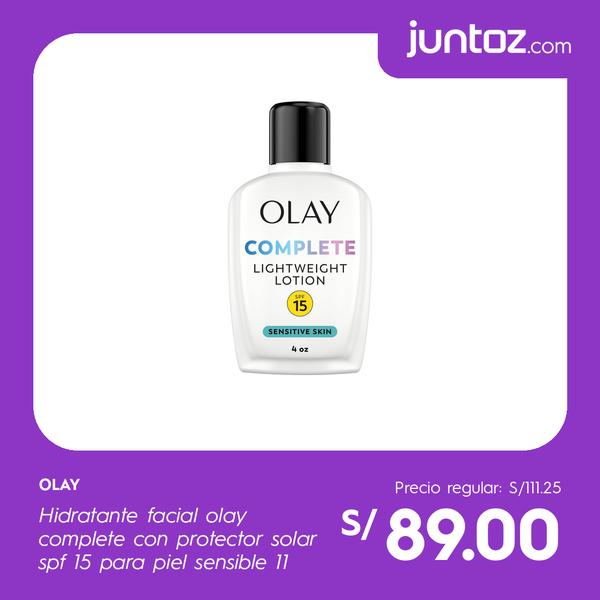 juntoz.com
OLAY
COMPLETE
LIGHTWEIGHT
LOTION
SPF
15
SENSITIVE SKIN
4 oz
OLAY
Hidratante facial olay
complete con protector solar
spf 15 para piel sensible 11
Precio regular: S/111.25
S/89.00